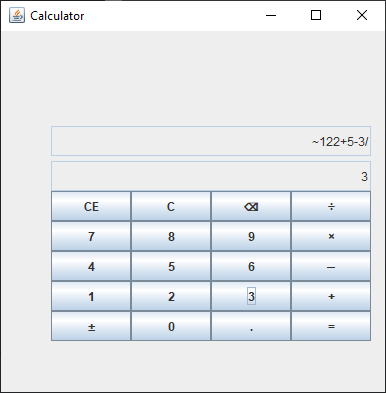 Calculator
~122+5-3/
3
CE C ⌫ ÷
7 8 9 ×
4 5 6 —
1 2 3 +
± 0 . =